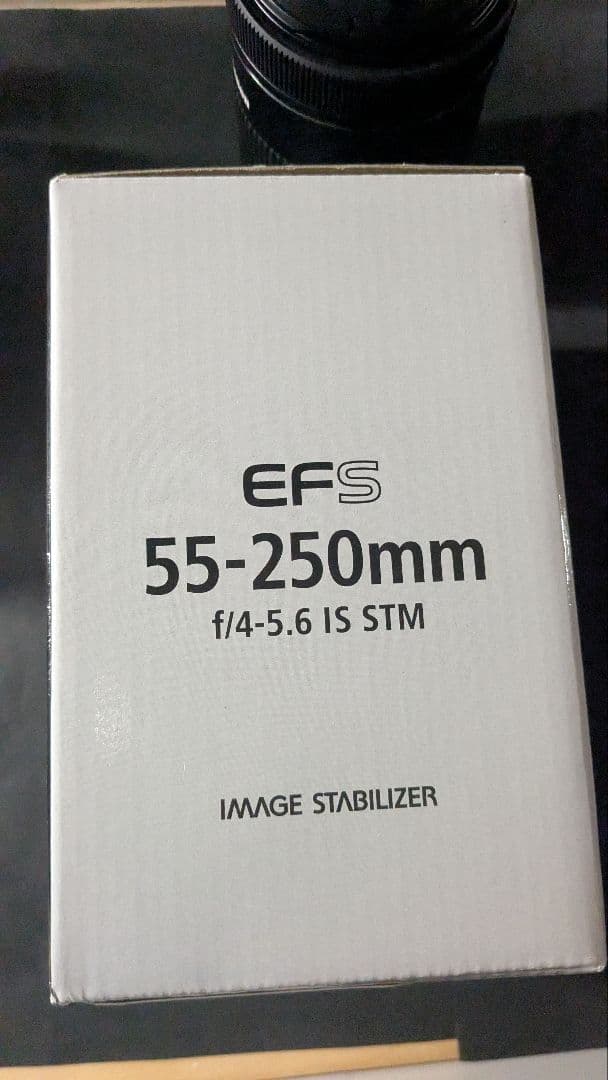 EFS
55-250mm
f/4-5.6 IS STM
IMAGE STABILIZER